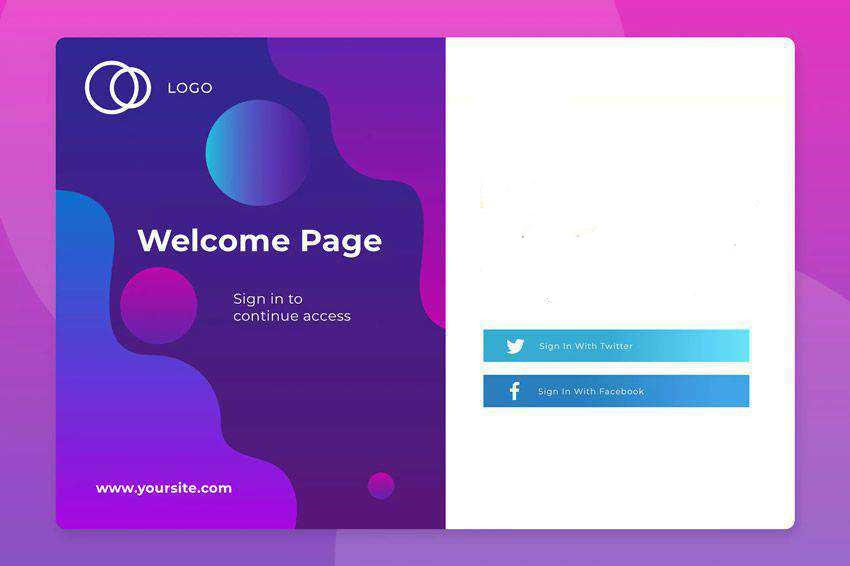 LOGO
Welcome Page
Sign in to
continue access
www.yoursite.com
Sign In With Twitter
Sign In With Facebook